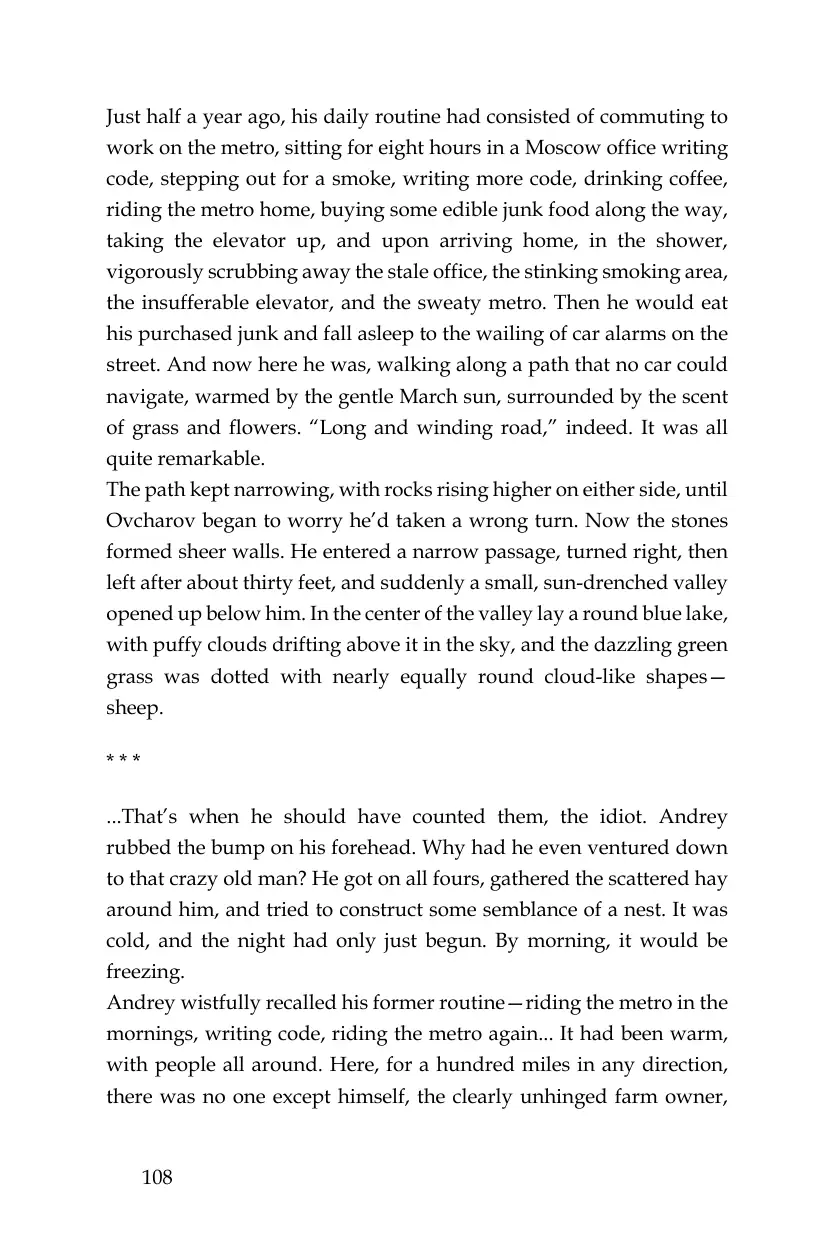 Just half a year ago, his daily routine had consisted of commuting to
work on the metro, sitting for eight hours in a Moscow office writing
code, stepping out for a smoke, writing more code, drinking coffee,
riding the metro home, buying some edible junk food along the way,
taking the elevator up, and upon arriving home, in the shower,
vigorously scrubbing away the stale office, the stinking smoking area,
the insufferable elevator, and the sweaty metro. Then he would eat
his purchased junk and fall asleep to the wailing of car alarms on the
street. And now here he was, walking along a path that no car could
navigate, warmed by the gentle March sun, surrounded by the scent
of grass and flowers. “Long and winding road,” indeed. It was all
quite remarkable.
The path kept narrowing, with rocks rising higher on either side, until
Ovcharov began to worry he’d taken a wrong turn. Now the stones
formed sheer walls. He entered a narrow passage, turned right, then
left after about thirty feet, and suddenly a small, sun-drenched valley
opened up below him. In the center of the valley lay a round blue lake,
with puffy clouds drifting above it in the sky, and the dazzling green
grass was dotted with nearly equally round cloud-like shapes—
sheep.
* * *
...That’s when he should have counted them, the idiot. Andrey
rubbed the bump on his forehead. Why had he even ventured down
to that crazy old man? He got on all fours, gathered the scattered hay
around him, and tried to construct some semblance of a nest. It was
cold, and the night had only just begun. By morning, it would be
freezing.
Andrey wistfully recalled his former routine—riding the metro in the
mornings, writing code, riding the metro again... It had been warm,
with people all around. Here, for a hundred miles in any direction,
there was no one except himself, the clearly unhinged farm owner,
108